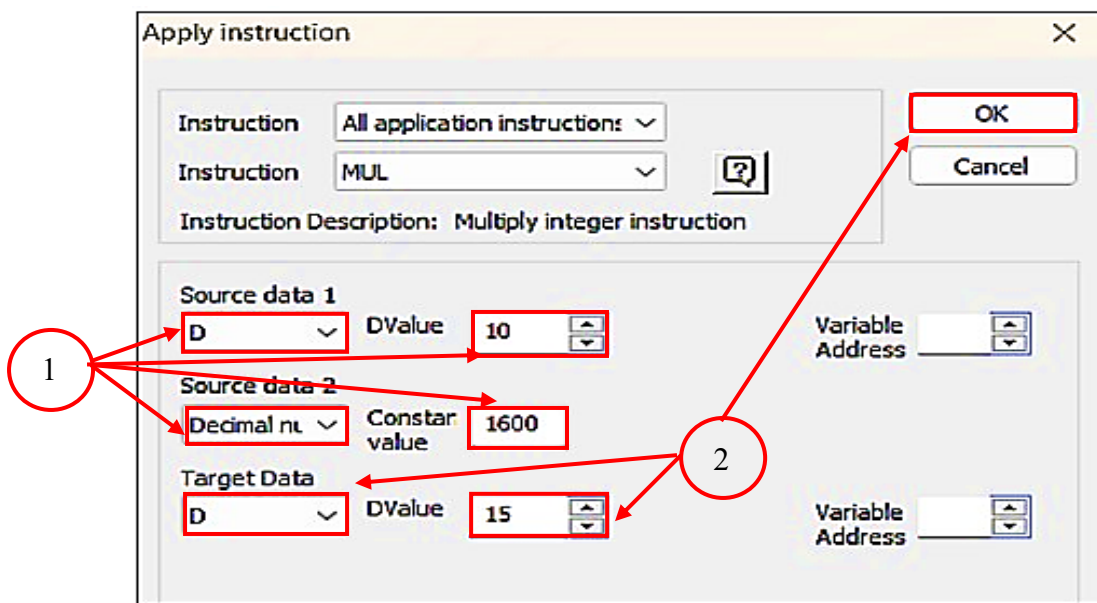 Apply instruction
OK
Instruction All application instructions
Instruction MUL
Cancel
Instruction Description: Multiply integer instruction
Source data 1
D DValue 10 Variable Address
1
Source data 2
Decimal nu Constan value 1600
2
Target Data
D DValue 15 Variable Address